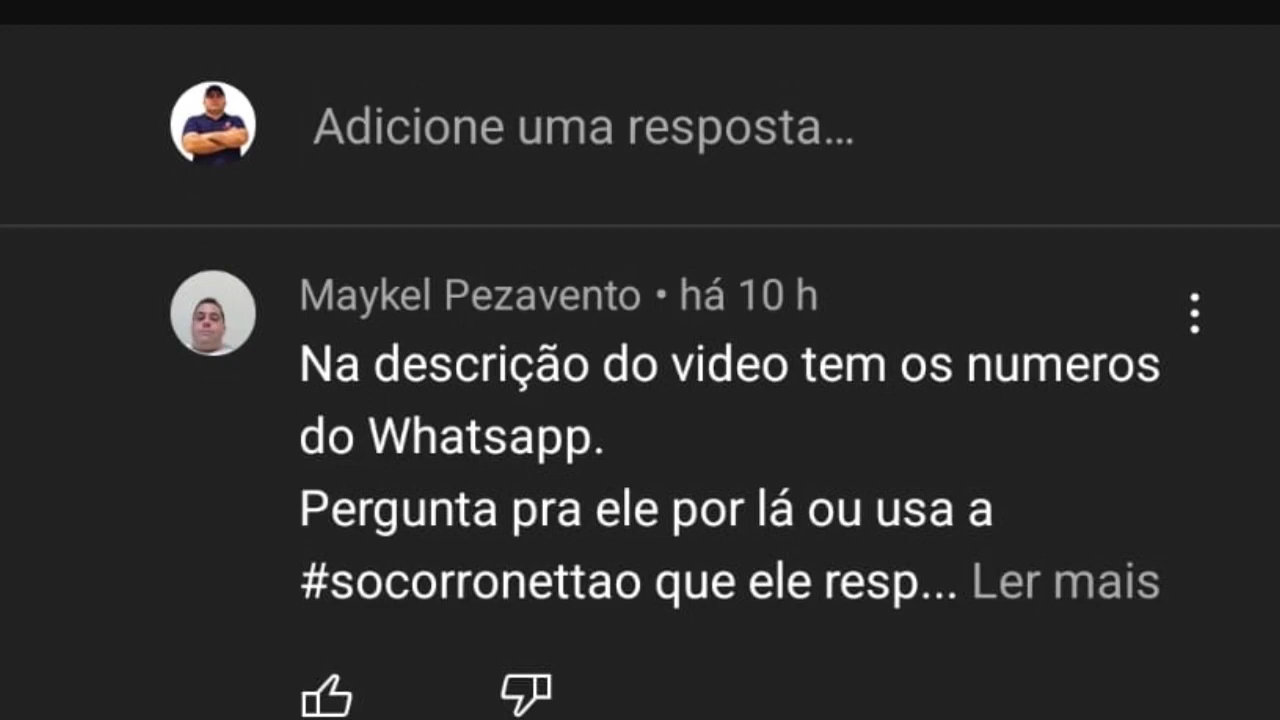 Adicione uma resposta...
Maykel Pezavento • há 10 h
Na descrição do video tem os numeros
do Whatsapp.
Pergunta pra ele por lá ou usa a
#socorronettao que ele resp... Ler mais